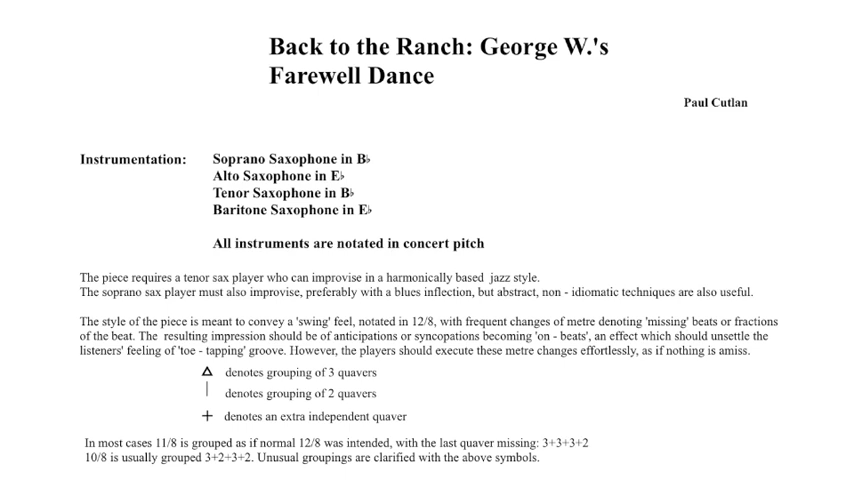 Back to the Ranch: George W.'s
Farewell Dance
Paul Cutlan
Instrumentation: Soprano Saxophone in B♭
Alto Saxophone in E♭
Tenor Saxophone in B♭
Baritone Saxophone in E♭
All instruments are notated in concert pitch
The piece requires a tenor sax player who can improvise in a harmonically based jazz style.
The soprano sax player must also improvise, preferably with a blues inflection, but abstract, non - idiomatic techniques are also useful.
The style of the piece is meant to convey a 'swing' feel, notated in 12/8, with frequent changes of metre denoting 'missing' beats or fractions
of the beat. The resulting impression should be of anticipations or syncopations becoming 'on - beats', an effect which should unsettle the
listeners' feeling of 'toe - tapping' groove. However, the players should execute these metre changes effortlessly, as if nothing is amiss.
△ denotes grouping of 3 quavers
| denotes grouping of 2 quavers
+ denotes an extra independent quaver
In most cases 11/8 is grouped as if normal 12/8 was intended, with the last quaver missing: 3+3+3+2
10/8 is usually grouped 3+2+3+2. Unusual groupings are clarified with the above symbols.